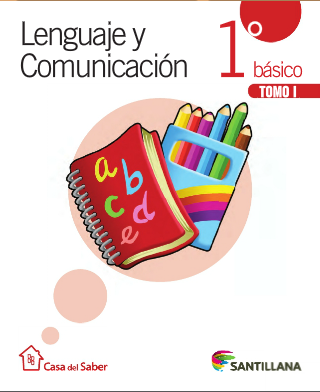 Lenguaje y
Comunicación
1° básico
TOMO I
a b
c d
e
Casa del Saber
SANTILLANA